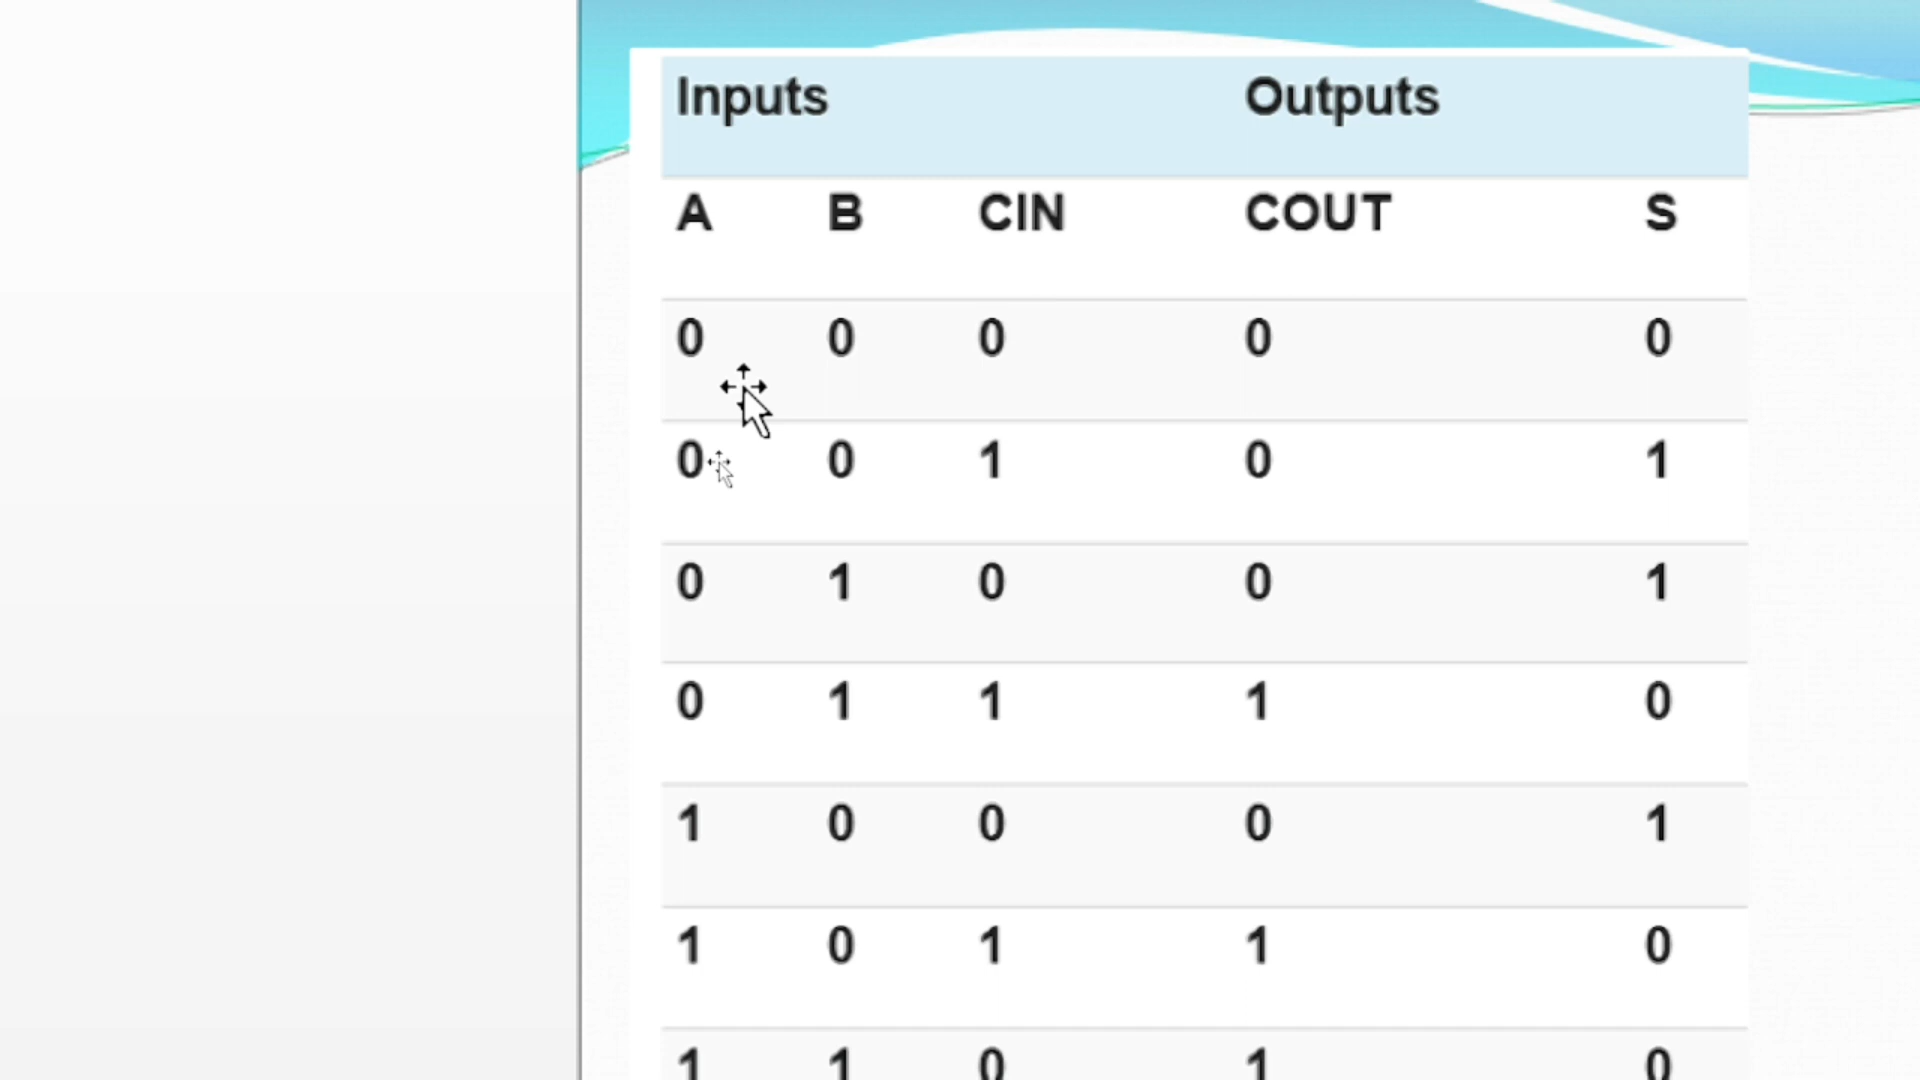 Inputs Outputs
A B CIN COUT S
0 0 0 0 0
0 0 1 0 1
0 1 0 0 1
0 1 1 1 0
1 0 0 0 1
1 0 1 1 0
1 1 0 1 0